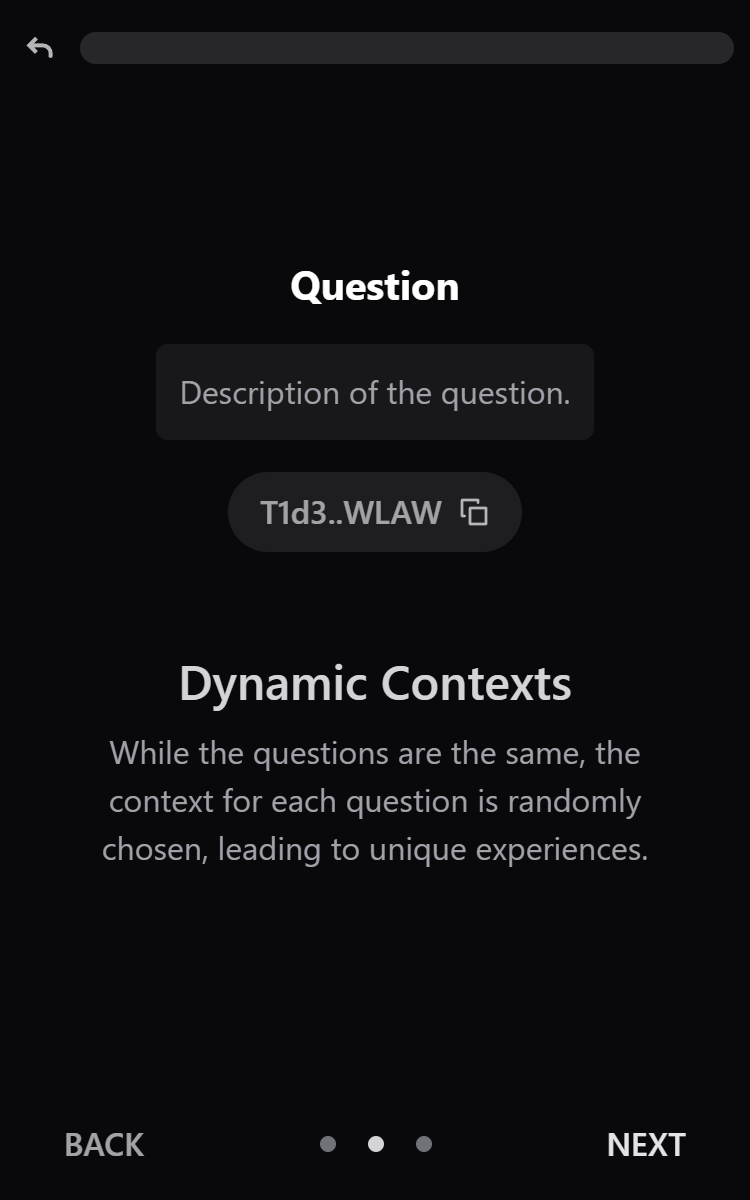 Question
Description of the question.
T1d3..WLAW
Dynamic Contexts
While the questions are the same, the
context for each question is randomly
chosen, leading to unique experiences.
BACK
NEXT